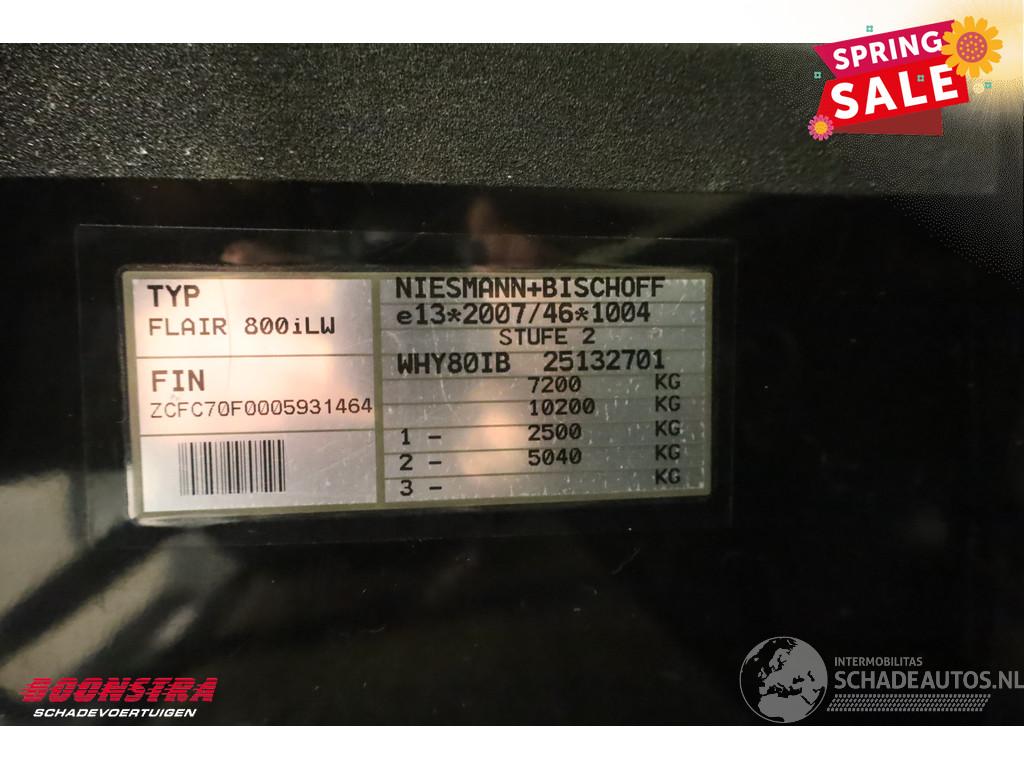 SPRING
SALE
TYP
FLAIR 800iLW
FIN
ZCFC70F0005931464
NIESMANN+BISCHOFF
e13*2007/46*1004
STUFE 2
WHY80IB 25132701
7200 KG
10200 KG
1 - 2500 KG
2 - 5040 KG
3 - KG
BOONSTRA
SCHADEVOERTUIGEN
INTERMOBILITAS
SCHADEAUTOS.NL